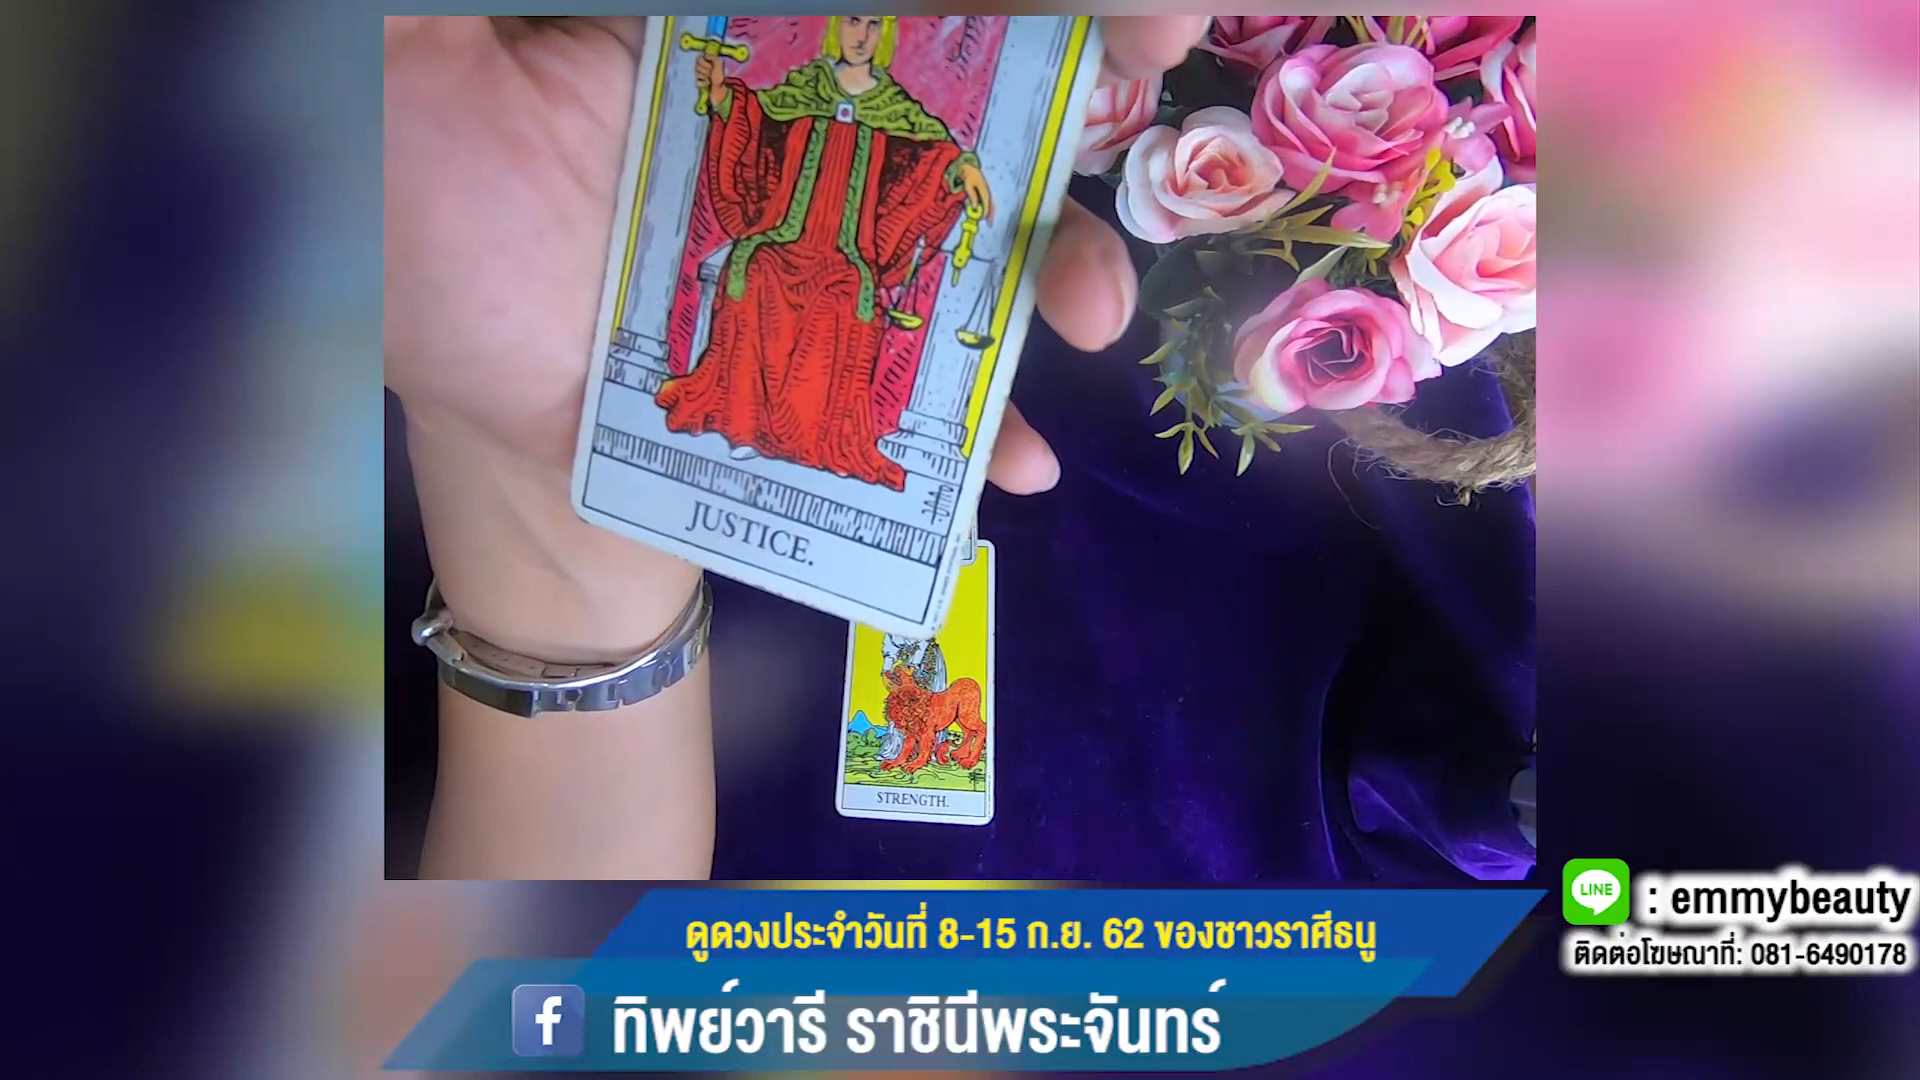 JUSTICE.
STRENGTH.
LINE
: emmybeauty
ติดต่อโฆษณาที่: 081-6490178
ดูดวงประจำวันที่ 8-15 ก.ย. 62 ของชาวราศีธนู
f ทิพย์วารี ราชินีพระจันทร์